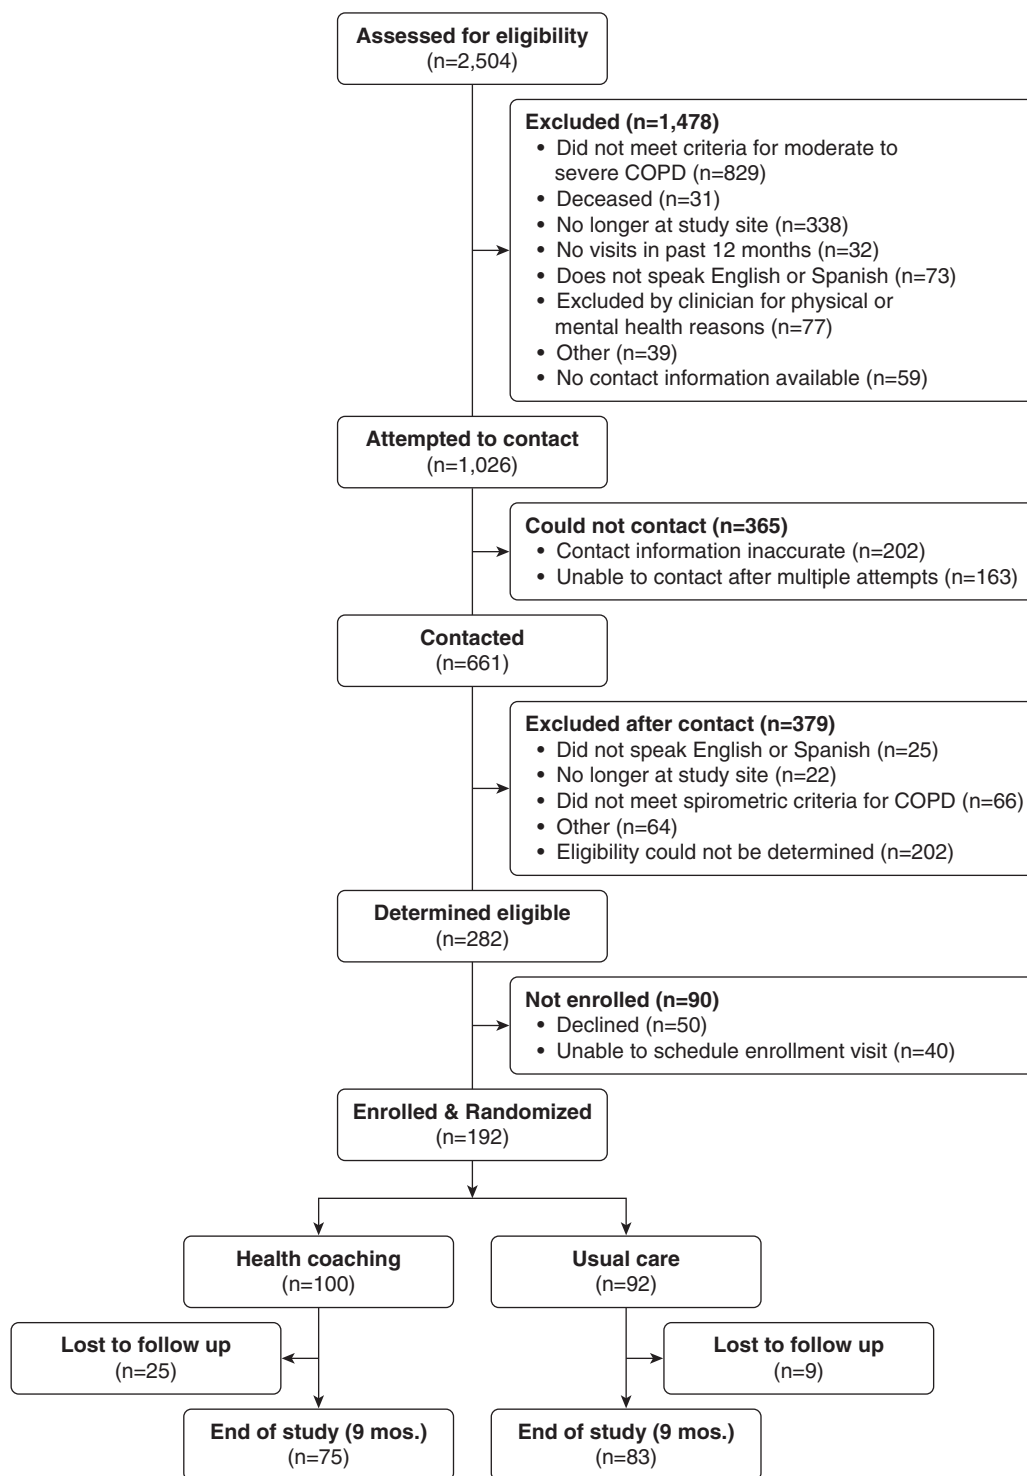 Assessed for eligibility
(n=2,504)
Excluded (n=1,478)
• Did not meet criteria for moderate to
severe COPD (n=829)
• Deceased (n=31)
• No longer at study site (n=338)
• No visits in past 12 months (n=32)
• Does not speak English or Spanish (n=73)
• Excluded by clinician for physical or
mental health reasons (n=77)
• Other (n=39)
• No contact information available (n=59)
Attempted to contact
(n=1,026)
Could not contact (n=365)
• Contact information inaccurate (n=202)
• Unable to contact after multiple attempts (n=163)
Contacted
(n=661)
Excluded after contact (n=379)
• Did not speak English or Spanish (n=25)
• No longer at study site (n=22)
• Did not meet spirometric criteria for COPD (n=66)
• Other (n=64)
• Eligibility could not be determined (n=202)
Determined eligible
(n=282)
Not enrolled (n=90)
• Declined (n=50)
• Unable to schedule enrollment visit (n=40)
Enrolled & Randomized
(n=192)
Health coaching
(n=100)
Usual care
(n=92)
Lost to follow up
(n=25)
Lost to follow up
(n=9)
End of study (9 mos.)
(n=75)
End of study (9 mos.)
(n=83)